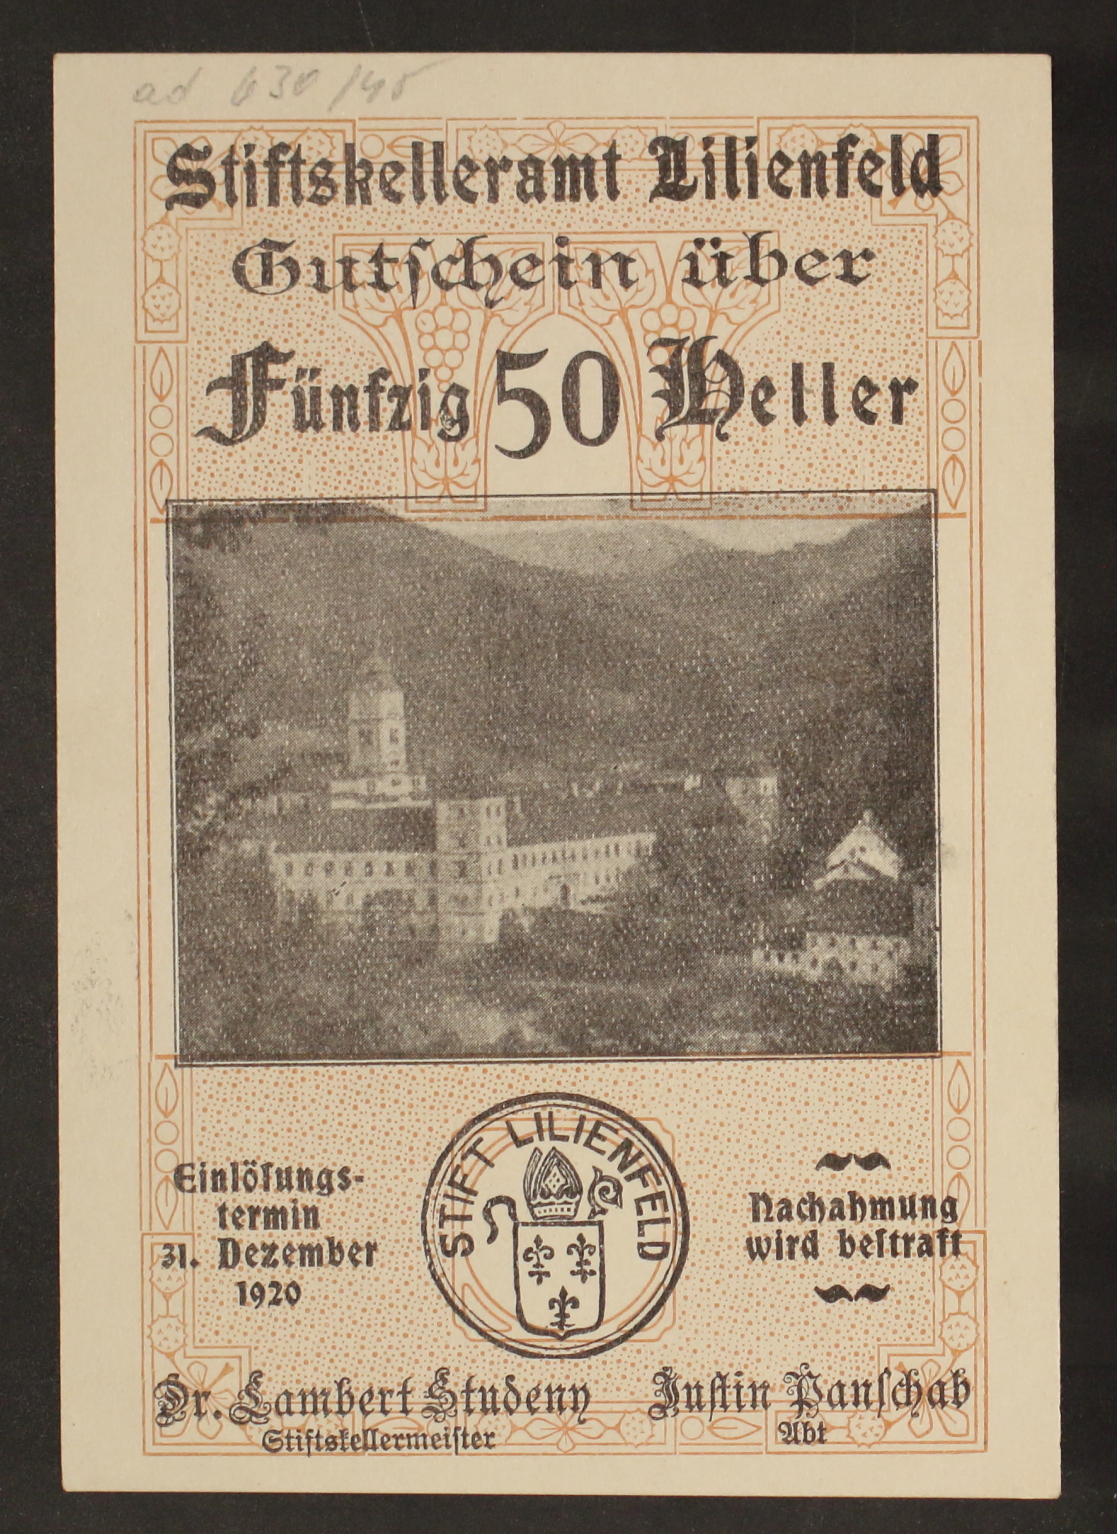 ad 630/45
Stiftskelleramt Lilienfeld
Gutſchein über
Fünfzig 50 Heller
STIFT LILIENFELD
Einlöſungs-
termin
31. Dezember
1920
Nachahmung
wird beſtraft
Dr. Lambert Studeny
Stiftskellermeiſter
Juſtin Panſchab
Abt